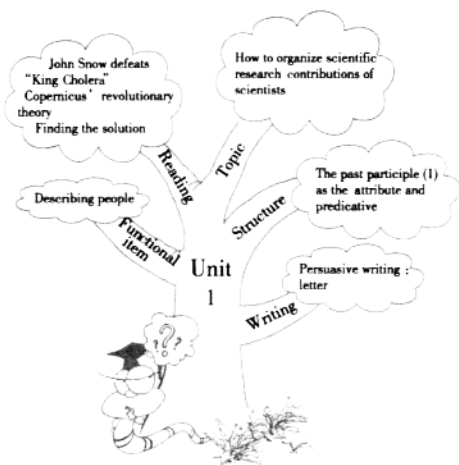 John Snow defeats
"King Cholera"
Copernicus' revolutionary
theory
Finding the solution
Reading
How to organize scientific
research contributions of
scientists
Topic
Describing people
Functional
item
The past participle (1)
as the attribute and
predicative
Structure
Unit
1
Persuasive writing :
letter
Writing
? ? ?